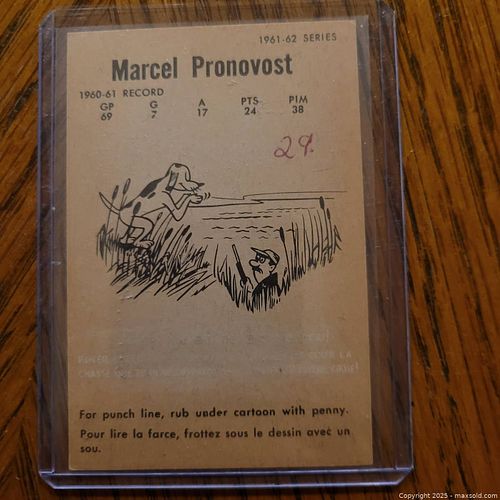 1961-62 SERIES
Marcel Pronovost
1960-61 RECORD
GP G A PTS PIM
69 7 17 24 38
29.
LA
CHASSE
For punch line, rub under cartoon with penny.
Pour lire la farce, frottez sous le dessin avec un
sou.
Copyright © 2025 - maxsold.com